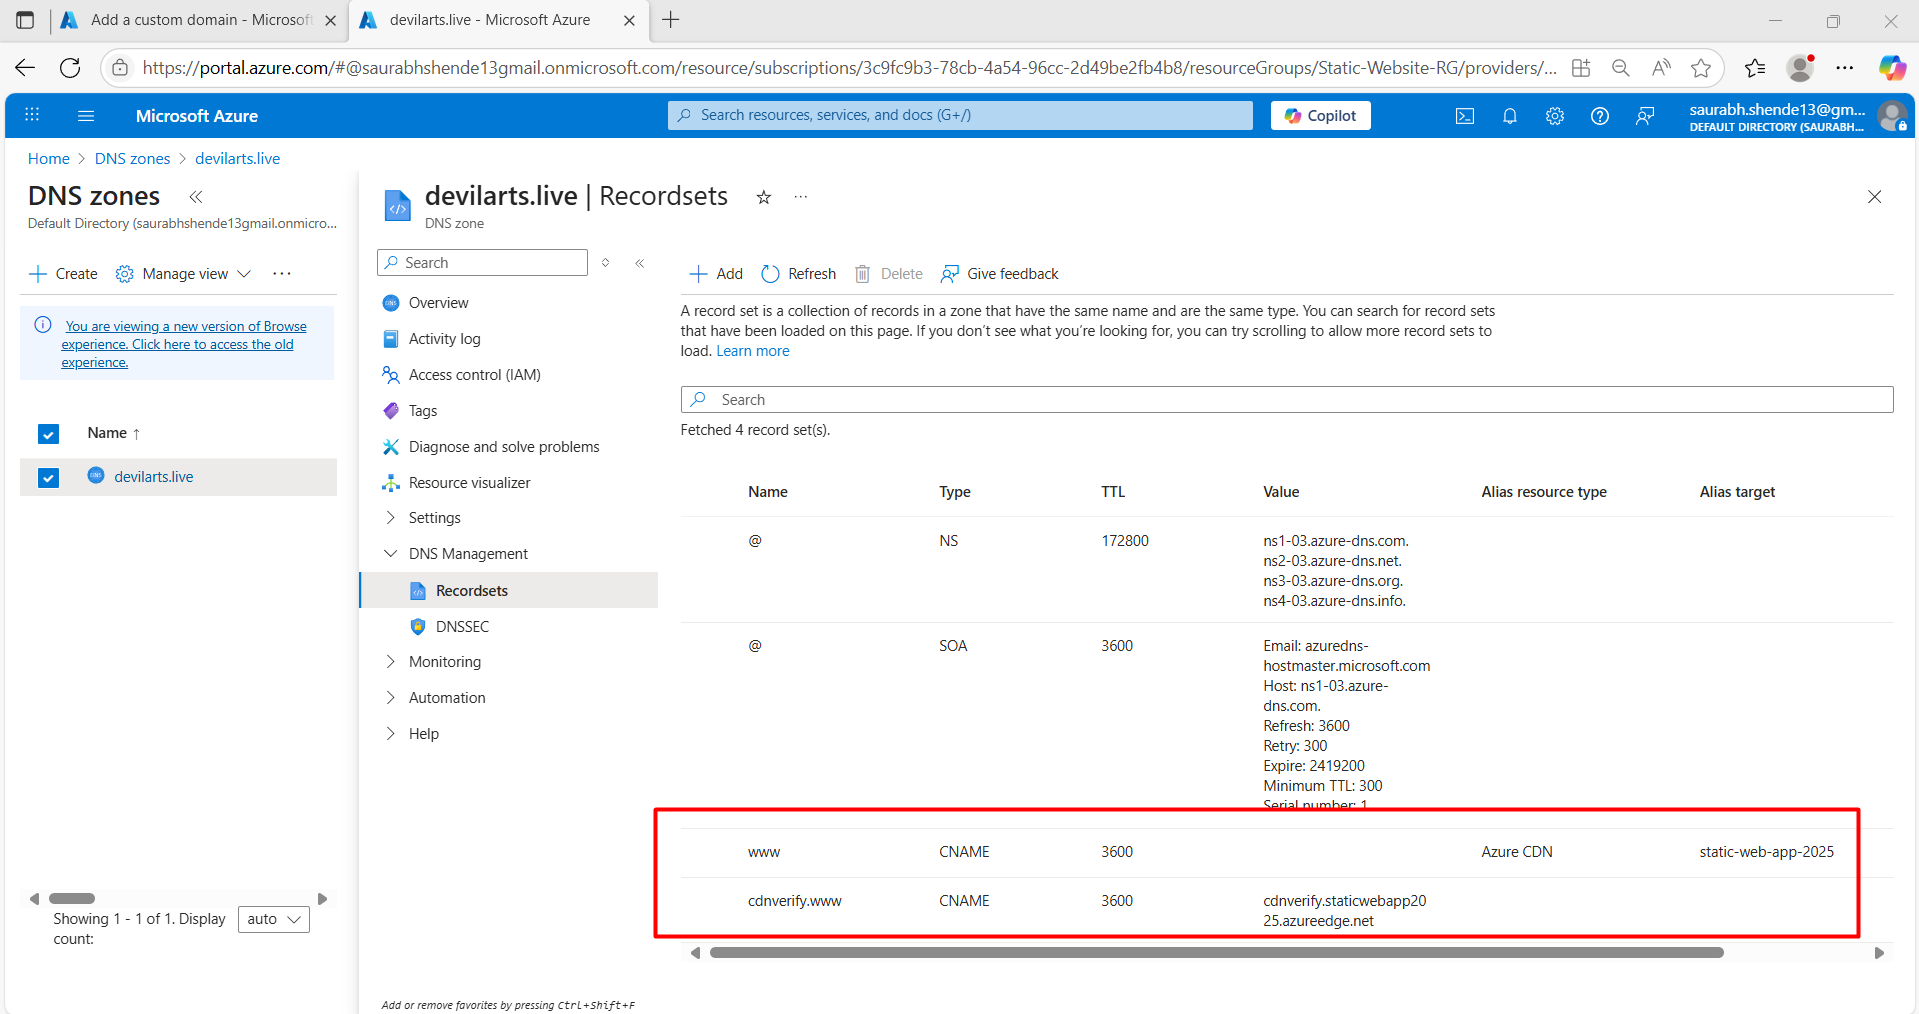 Add a custom domain - Microsoft
devilarts.live - Microsoft Azure
https://portal.azure.com/#@saurabhshende13gmail.onmicrosoft.com/resource/subscriptions/3c9fc9b3-78cb-4a54-96cc-2d49be2fb4b8/resourceGroups/Static-Website-RG/providers/...
Microsoft Azure
Search resources, services, and docs (G+/)
Copilot
saurabh.shende13@gm...
DEFAULT DIRECTORY (SAURABH...
Home > DNS zones > devilarts.live
DNS zones
Default Directory (saurabhshende13gmail.onmicro...
Create
Manage view
You are viewing a new version of Browse
experience. Click here to access the old
experience.
Name ↑
devilarts.live
Showing 1 - 1 of 1. Display
count:
auto
devilarts.live | Recordsets
DNS zone
Search
Overview
Activity log
Access control (IAM)
Tags
Diagnose and solve problems
Resource visualizer
Settings
DNS Management
Recordsets
DNSSEC
Monitoring
Automation
Help
Add or remove favorites by pressing Ctrl+Shift+F
Add
Refresh
Delete
Give feedback
A record set is a collection of records in a zone that have the same name and are the same type. You can search for record sets
that have been loaded on this page. If you don't see what you're looking for, you can try scrolling to allow more record sets to
load. Learn more
Search
Fetched 4 record set(s).
Name Type TTL Value Alias resource type Alias target
@ NS 172800 ns1-03.azure-dns.com.
ns2-03.azure-dns.net.
ns3-03.azure-dns.org.
ns4-03.azure-dns.info.
@ SOA 3600 Email: azuredns-
hostmaster.microsoft.com
Host: ns1-03.azure-
dns.com.
Refresh: 3600
Retry: 300
Expire: 2419200
Minimum TTL: 300
Serial number: 1
www CNAME 3600 Azure CDN static-web-app-2025
cdnverify.www CNAME 3600 cdnverify.staticwebapp20
25.azureedge.net